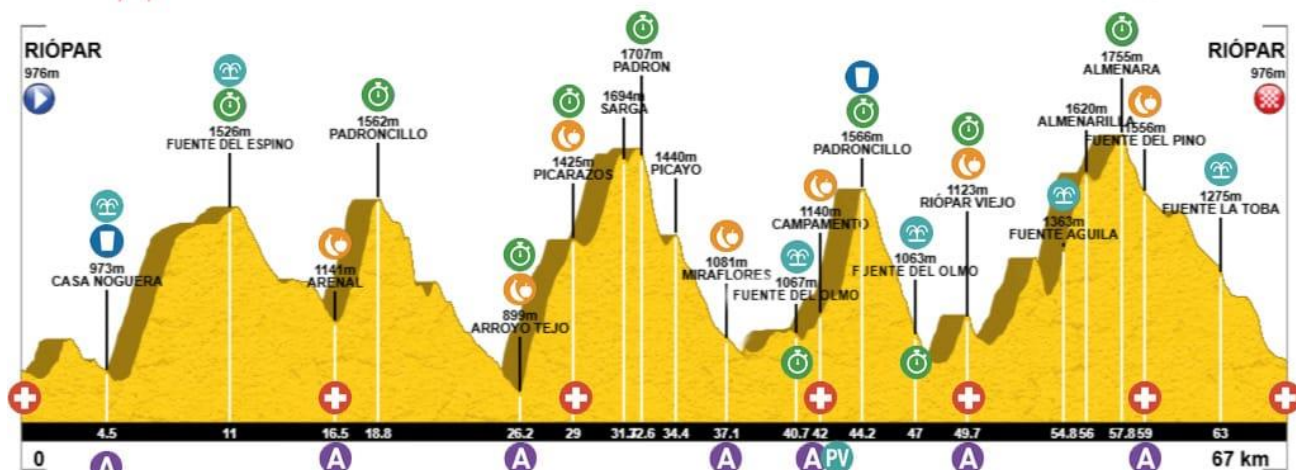 RIÓPAR
976m
973m
CASA NOGUERA
1526m
FUENTE DEL ESPINO
1141m
ARENAL
1562m
PADRONCILLO
899m
ARROYO TEJO
1425m
PICARAZOS
1694m
SARGA
1707m
PADRON
1440m
PICAYO
1081m
MIRAFLORES
1067m
FUENTE DEL OLMO
1140m
CAMPAMENTO
1566m
PADRONCILLO
1063m
FUENTE DEL OLMO
1123m
RIÓPAR VIEJO
1363m
FUENTE AGUILA
1620m
ALMENARILLA
1755m
ALMENARA
1556m
FUENTE DEL PINO
1275m
FUENTE LA TOBA
RIÓPAR
976m
4.5 11 16.5 18.8 26.2 29 32.6 34.4 37.1 40.7 42 44.2 47 49.7 54.8 56 57.8 59 63
0 67 km
A A A A A PV A A